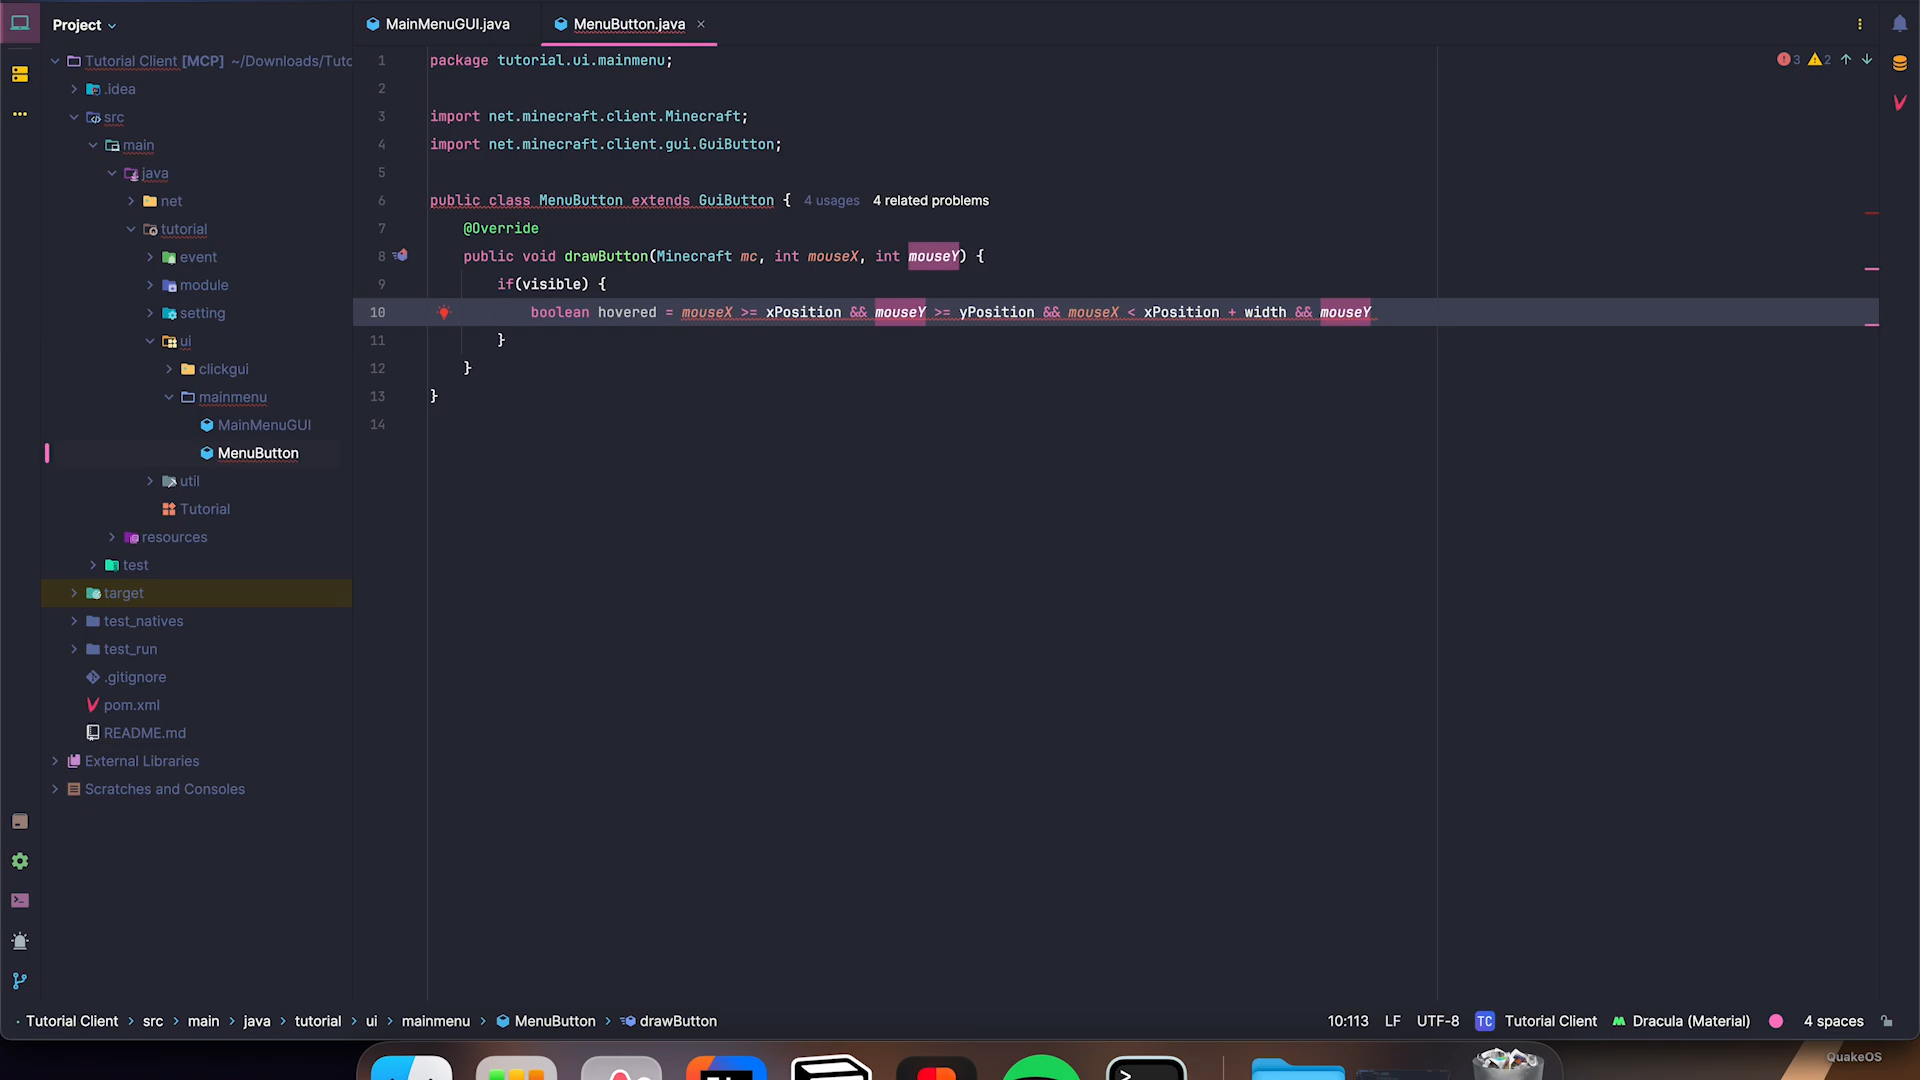 Project
MainMenuGUI.java
MenuButton.java
Tutorial Client [MCP] ~/Downloads/Tuto
.idea
src
main
java
net
tutorial
event
module
setting
ui
clickgui
mainmenu
MainMenuGUI
MenuButton
util
Tutorial
resources
test
target
test_natives
test_run
.gitignore
pom.xml
README.md
External Libraries
Scratches and Consoles
1 package tutorial.ui.mainmenu;
2
3 import net.minecraft.client.Minecraft;
4 import net.minecraft.client.gui.GuiButton;
5
6 public class MenuButton extends GuiButton { 4 usages 4 related problems
7 @Override
8 public void drawButton(Minecraft mc, int mouseX, int mouseY) {
9 if(visible) {
10 boolean hovered = mouseX >= xPosition && mouseY >= yPosition && mouseX < xPosition + width && mouseY
11 }
12 }
13 }
14
3 2
Tutorial Client > src > main > java > tutorial > ui > mainmenu > MenuButton > drawButton
10:113 LF UTF-8 TC Tutorial Client Dracula (Material) 4 spaces
QuakeOS